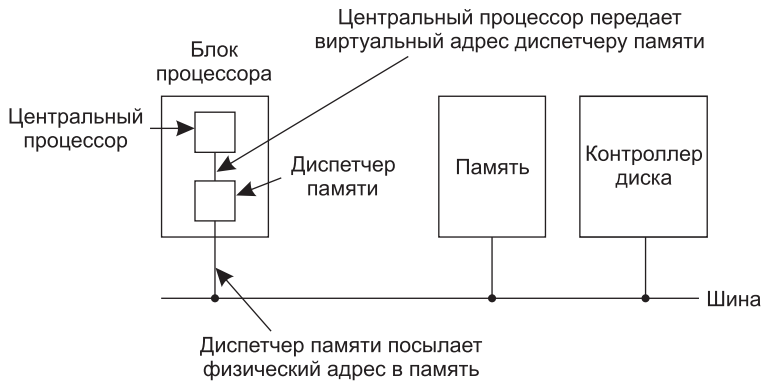 Центральный процессор передает
виртуальный адрес диспетчеру памяти
Блок
процессора
Центральный
процессор
Диспетчер
памяти
Память
Контроллер
диска
Шина
Диспетчер памяти посылает
физический адрес в память